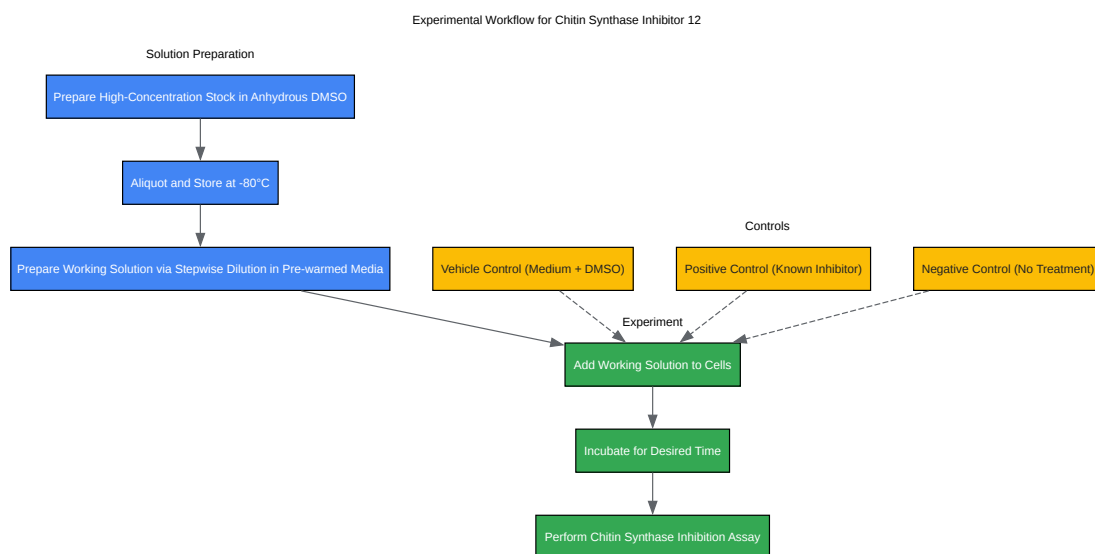 Experimental Workflow for Chitin Synthase Inhibitor 12
Solution Preparation
Prepare High-Concentration Stock in Anhydrous DMSO
Aliquot and Store at -80°C
Prepare Working Solution via Stepwise Dilution in Pre-warmed Media
Controls
Vehicle Control (Medium + DMSO)
Positive Control (Known Inhibitor)
Negative Control (No Treatment)
Experiment
Add Working Solution to Cells
Incubate for Desired Time
Perform Chitin Synthase Inhibition Assay